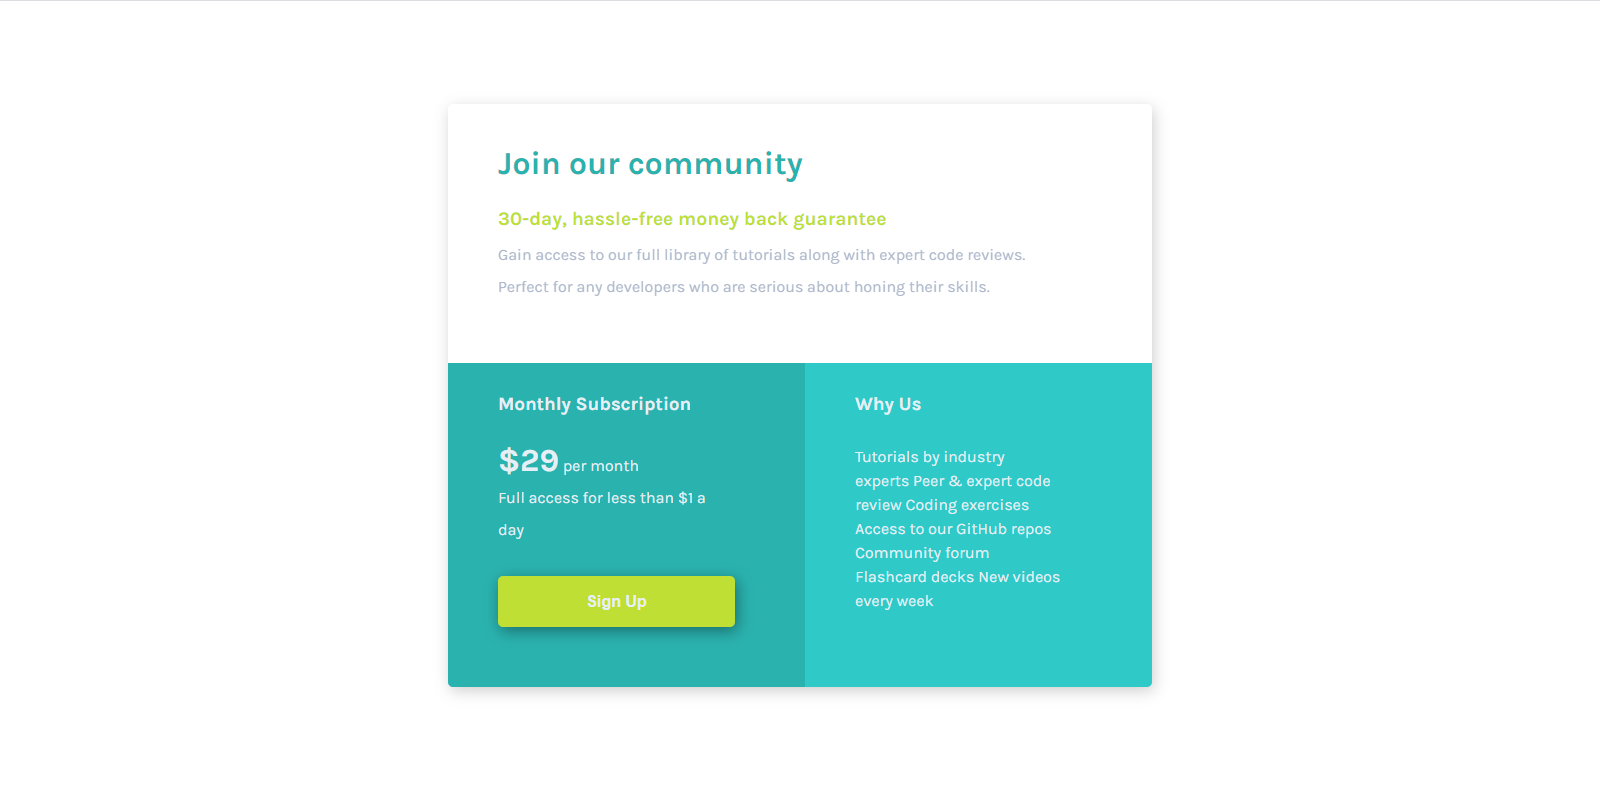 Join our community
30-day, hassle-free money back guarantee
Gain access to our full library of tutorials along with expert code reviews.
Perfect for any developers who are serious about honing their skills.
Monthly Subscription
$29 per month
Full access for less than $1 a
day
Sign Up
Why Us
Tutorials by industry
experts Peer & expert code
review Coding exercises
Access to our GitHub repos
Community forum
Flashcard decks New videos
every week